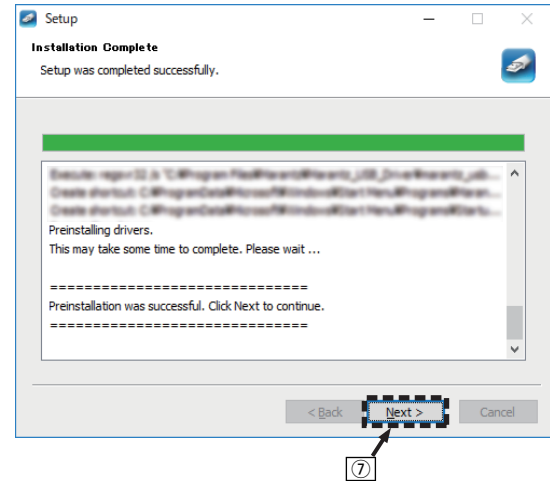 Setup
Installation Complete
Setup was completed successfully.
Preinstalling drivers.
This may take some time to complete. Please wait ...
===============================
Preinstallation was successful. Click Next to continue.
===============================
< Back Next > Cancel
⑦